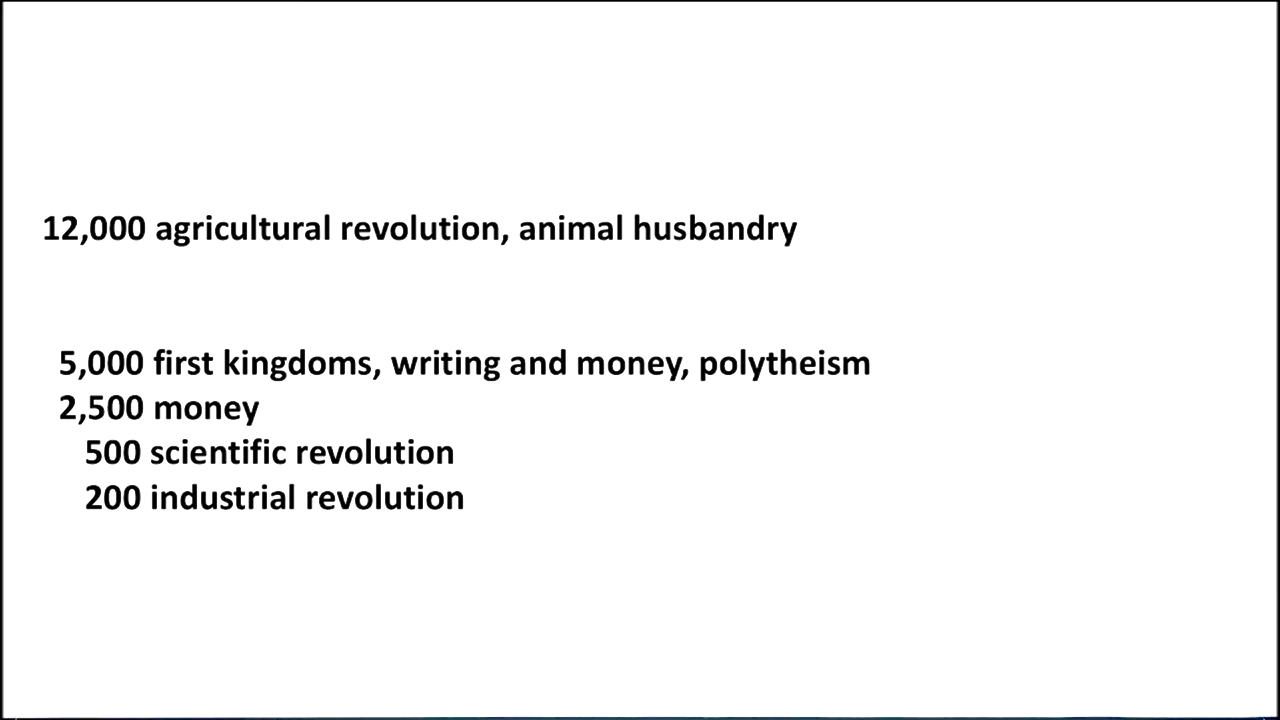 12,000 agricultural revolution, animal husbandry
5,000 first kingdoms, writing and money, polytheism
2,500 money
500 scientific revolution
200 industrial revolution